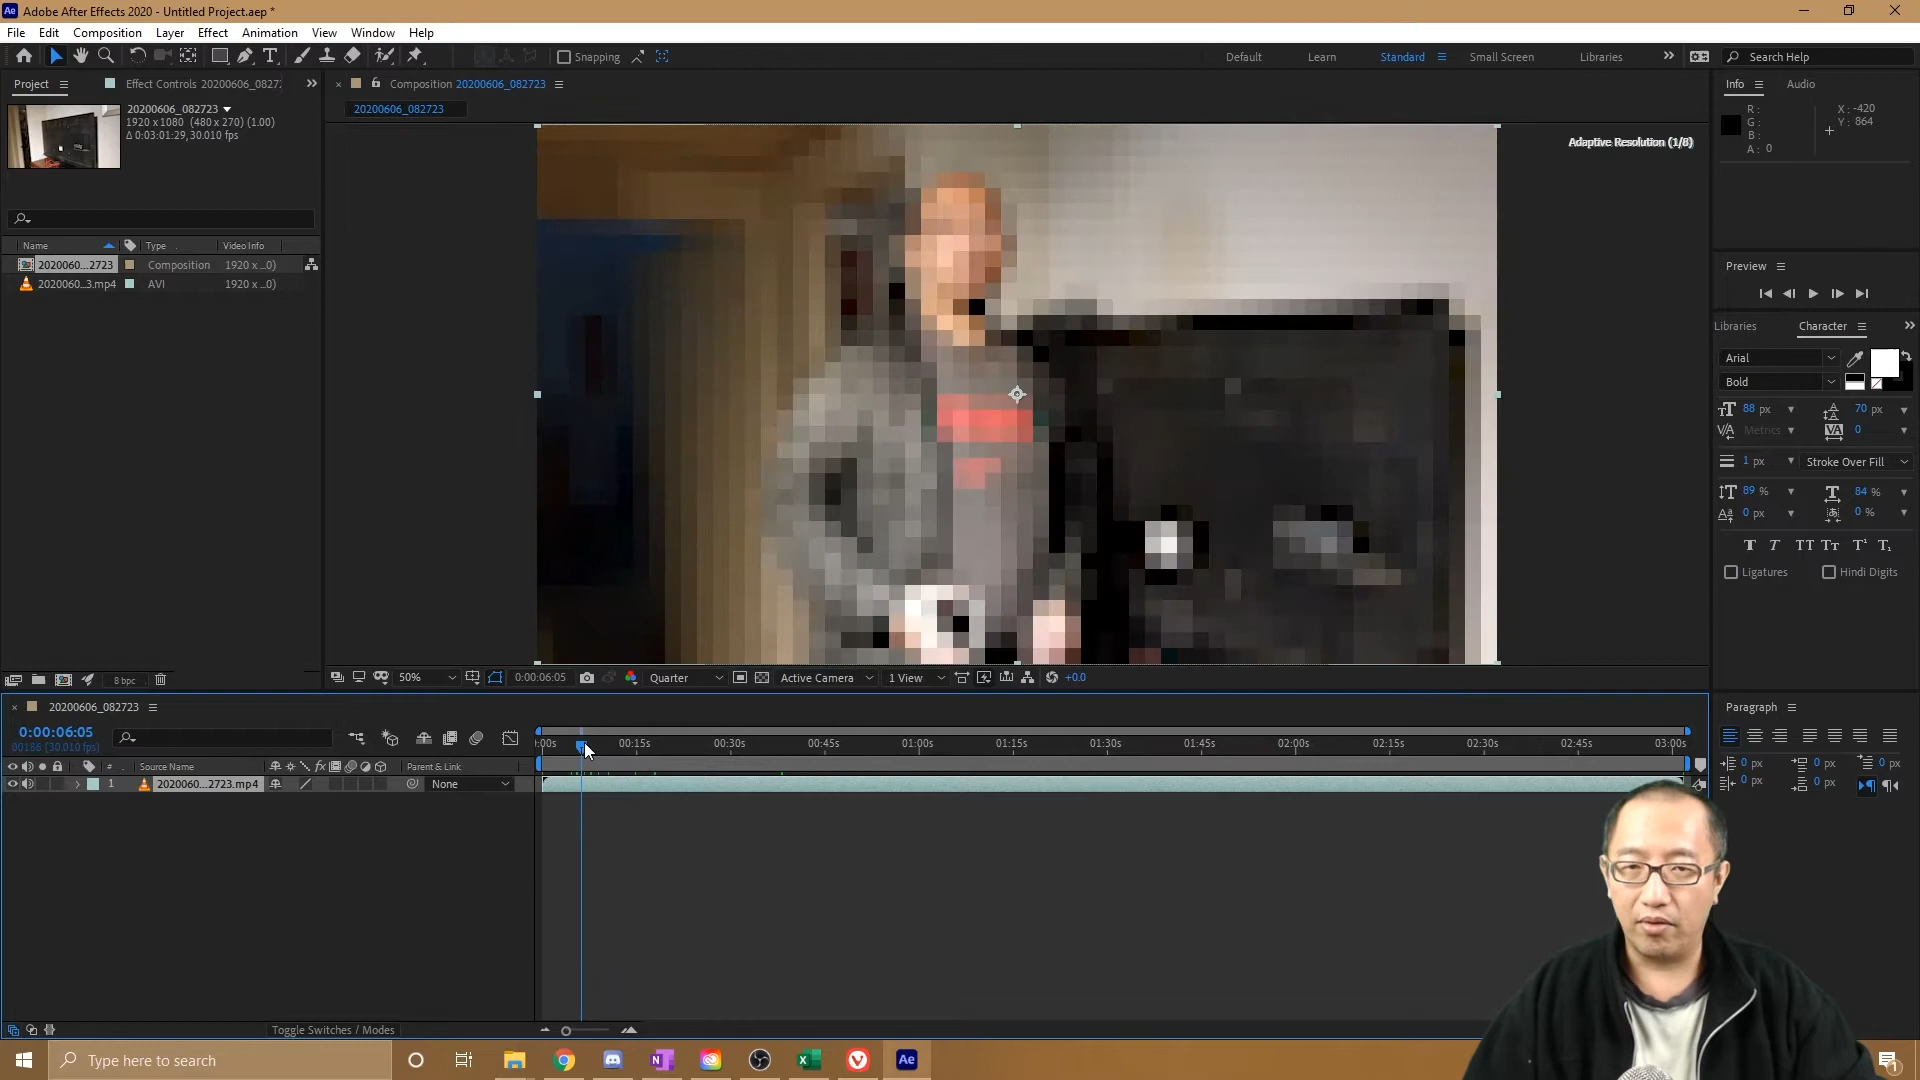 Adobe After Effects 2020 - Untitled Project.aep *
File Edit Composition Layer Effect Animation View Window Help
Snapping
Default Learn Standard Small Screen Libraries
Search Help
Project
Effect Controls 20200606_0827
Composition 20200606_082723
20200606_082723
Info Audio
R :
G :
B :
A : 0
X : -420
Y : 864
20200606_082723
1920 x 1080 (480 x 270) (1.00)
Δ 0:03:01:29, 30.010 fps
Adaptive Resolution (1/8)
Name Type Video Info
2020060...2723 Composition 1920 x ...0)
2020060...3.mp4 AVI 1920 x ...0)
Preview
Libraries Character
Arial
Bold
88 px 70 px
Metrics 0
1 px Stroke Over Fill
89 % 84 %
0 px 0 %
Ligatures Hindi Digits
8 bpc
50% 0:00:06:05 Quarter Active Camera 1 View +0.0
20200606_082723
0:00:06:05
00186 (30.010 fps)
:00s 00:15s 00:30s 00:45s 01:00s 01:15s 01:30s 01:45s 02:00s 02:15s 02:30s 02:45s 03:00s
# Source Name Parent & Link
1 2020060...2723.mp4 None
Paragraph
0 px 0 px 0 px
0 px 0 px
Toggle Switches / Modes
Type here to search
Ae
1